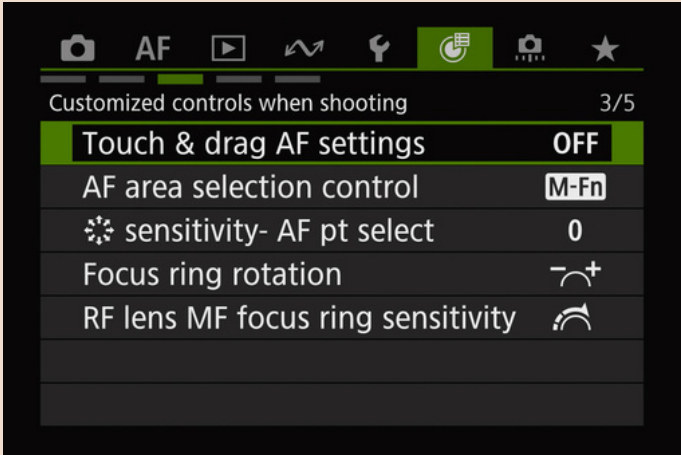 AF
Customized controls when shooting 3/5
Touch & drag AF settings OFF
AF area selection control M-Fn
sensitivity- AF pt select 0
Focus ring rotation - +
RF lens MF focus ring sensitivity